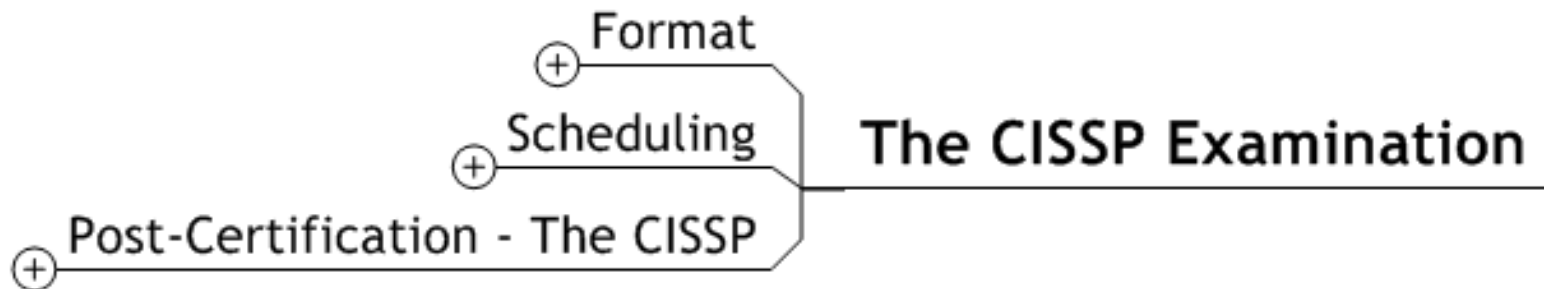 Format
Scheduling
The CISSP Examination
Post-Certification - The CISSP